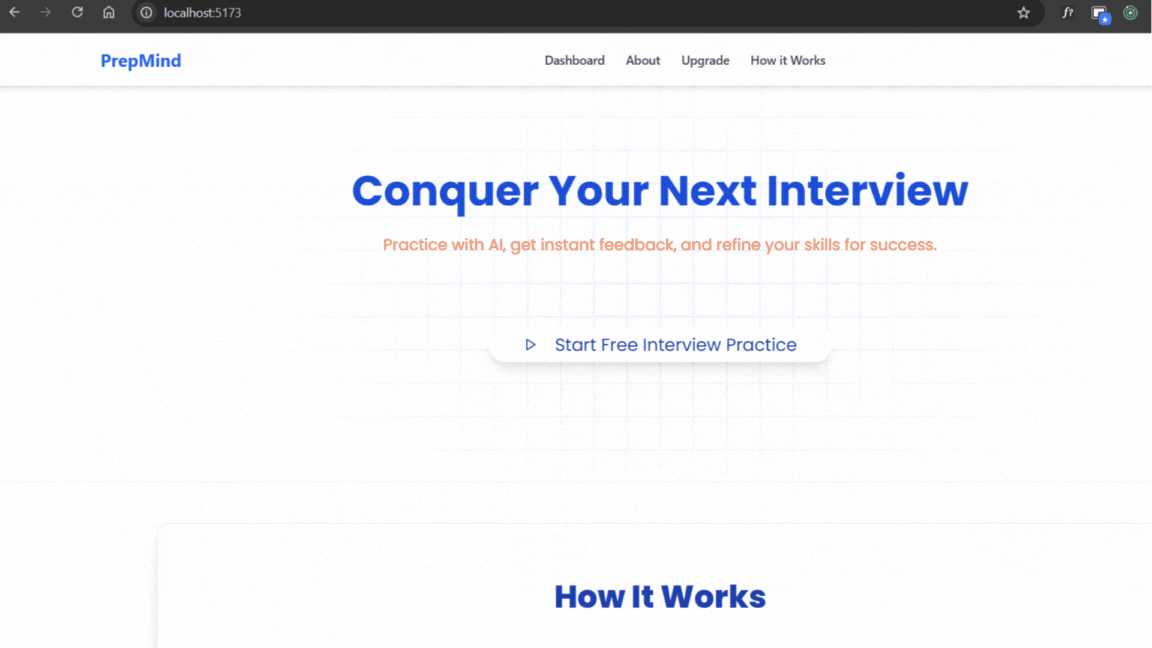 localhost:5173
PrepMind
Dashboard About Upgrade How it Works
Conquer Your Next Interview
Practice with AI, get instant feedback, and refine your skills for success.
Start Free Interview Practice
How It Works